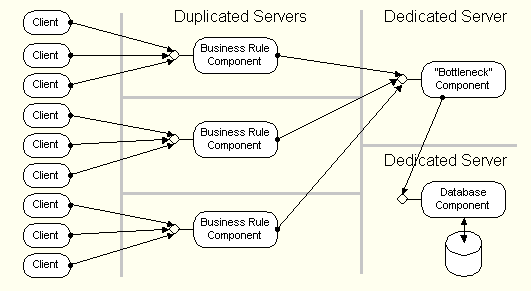 Duplicated Servers
Dedicated Server
Client
Client
Client
Business Rule
Component
"Bottleneck"
Component
Client
Client
Client
Business Rule
Component
Dedicated Server
Client
Client
Client
Business Rule
Component
Database
Component